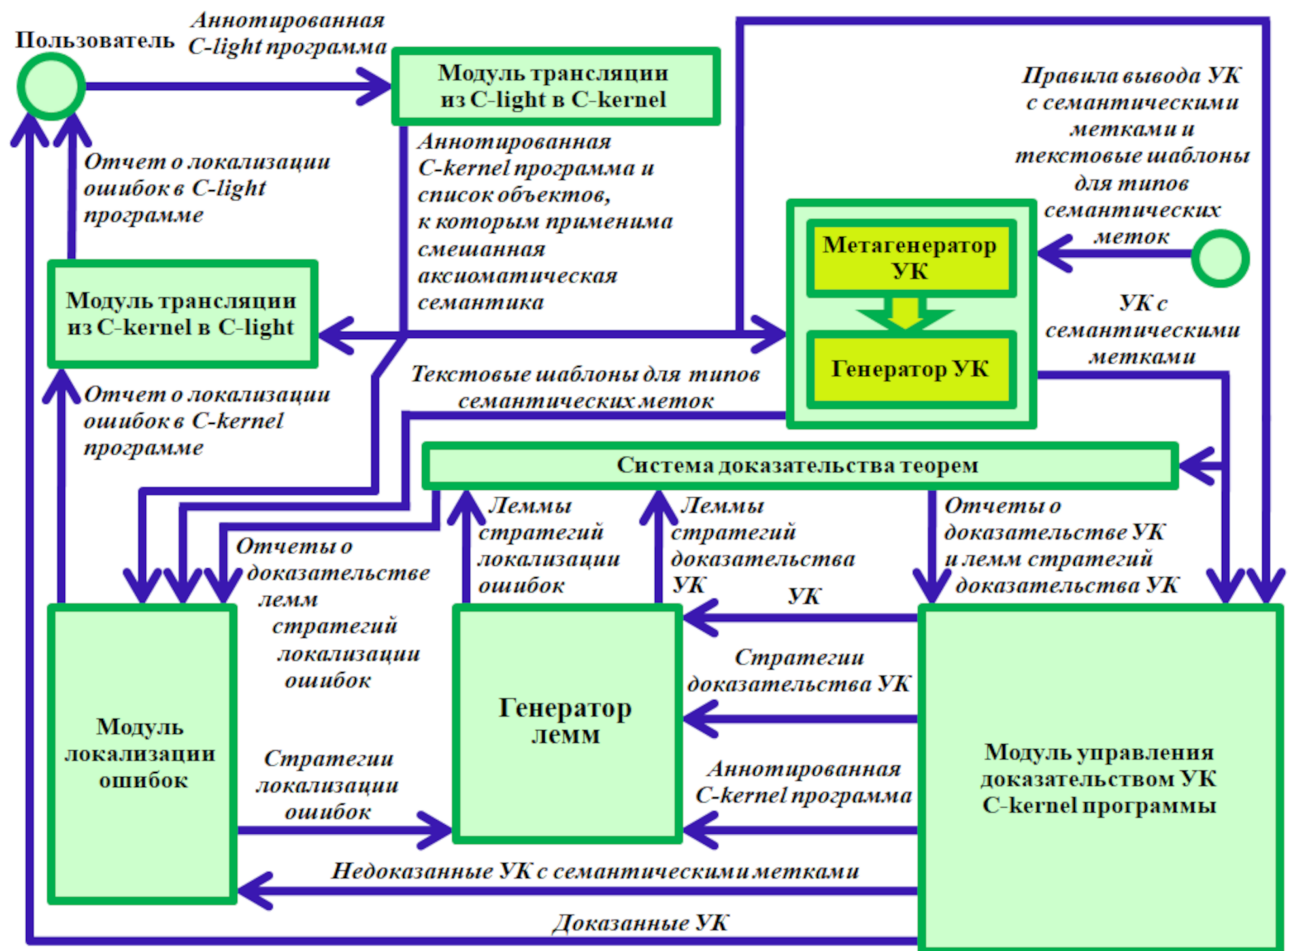 Пользователь
Аннотированная
C-light программа
Модуль трансляции
из C-light в C-kernel
Правила вывода УК
с семантическими
метками и
текстовые шаблоны
для типов
семантических
меток
Отчет о локализации
ошибок в C-light
программе
Аннотированная
C-kernel программа и
список объектов,
к которым применима
смешанная
аксиоматическая
семантика
Метагенератор
УК
Генератор УК
Модуль трансляции
из C-kernel в C-light
УК с
семантическими
метками
Отчет о локализации
ошибок в C-kernel
программе
Текстовые шаблоны для типов
семантических меток
Система доказательства теорем
Отчеты о
доказательстве
лемм
стратегий
локализации
ошибок
Леммы
стратегий
локализации
ошибок
Леммы
стратегий
доказательства
УК
Отчеты о
доказательстве УК
и лемм стратегий
доказательства УК
УК
Стратегии
доказательства УК
Аннотированная
C-kernel программа
Модуль
локализации
ошибок
Стратегии
локализации
ошибок
Генератор
лемм
Модуль управления
доказательством УК
C-kernel программы
Недоказанные УК с семантическими метками
Доказанные УК